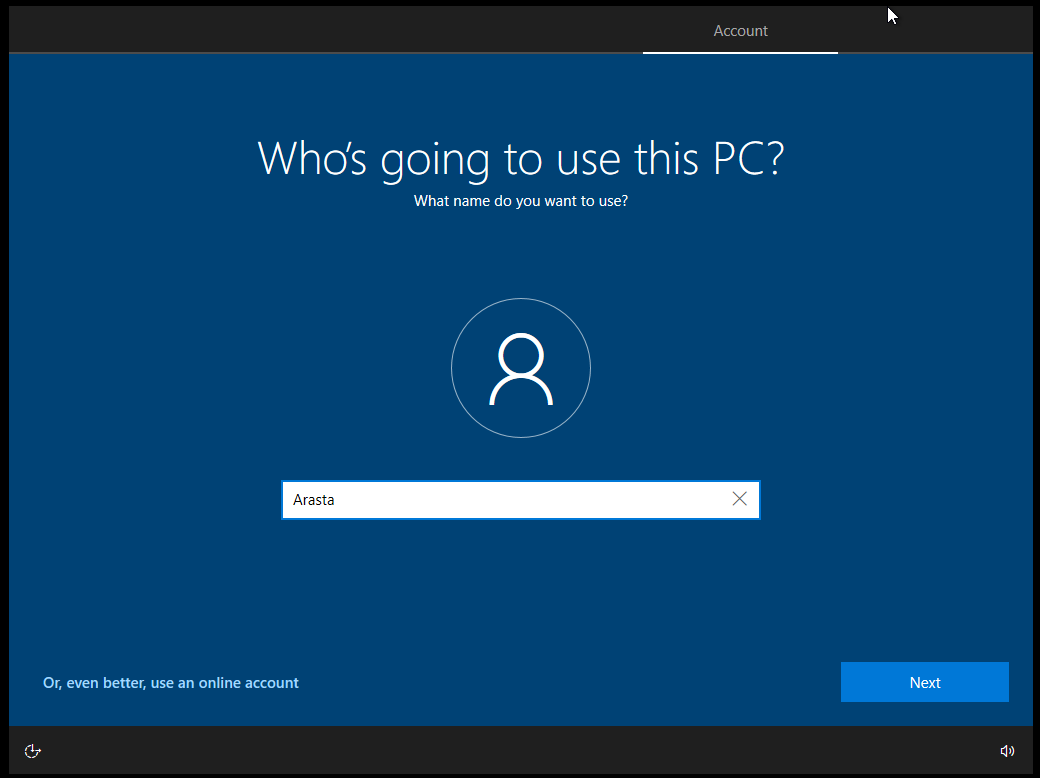 Account
Who's going to use this PC?
What name do you want to use?
Arasta
Or, even better, use an online account
Next